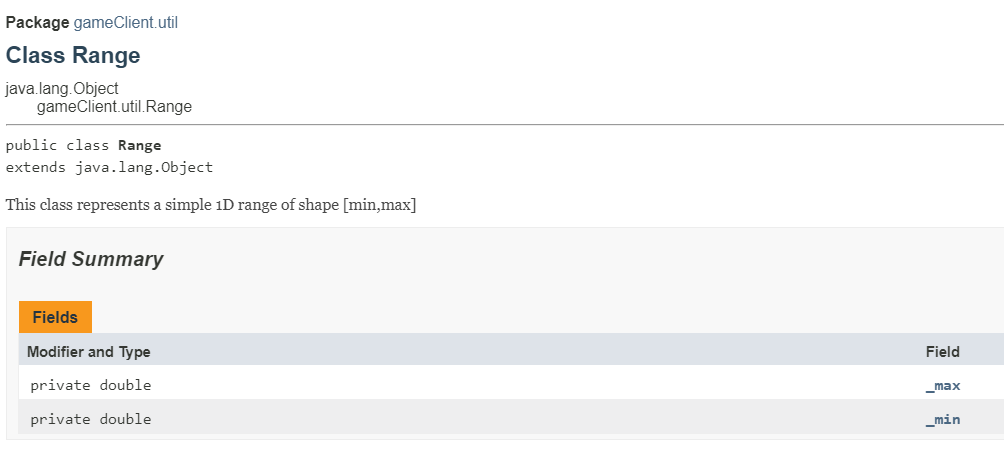 Package gameClient.util
Class Range
java.lang.Object
gameClient.util.Range
public class Range
extends java.lang.Object
This class represents a simple 1D range of shape [min,max]
Field Summary
Fields
Modifier and Type Field
private double _max
private double _min